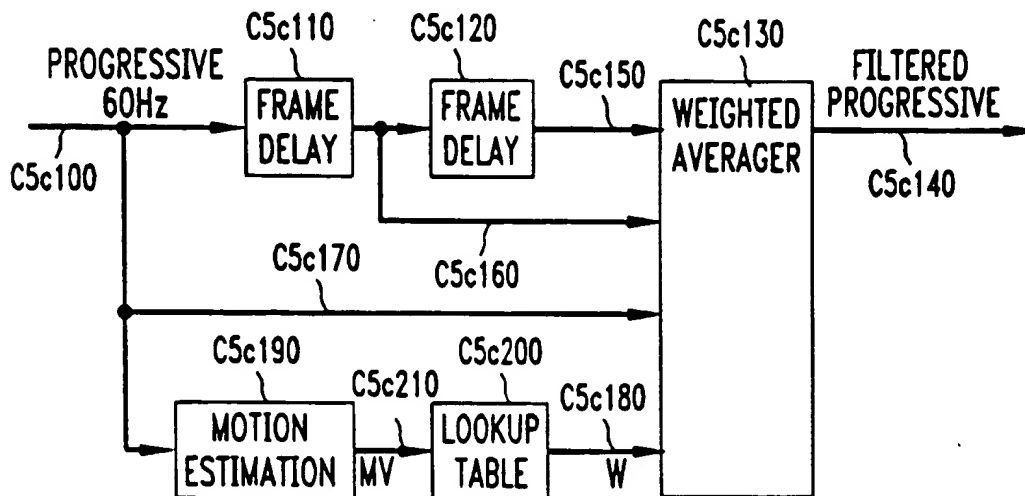 C5c110
C5c120
C5c130
PROGRESSIVE
60Hz
C5c150
FILTERED
PROGRESSIVE
FRAME
DELAY
FRAME
DELAY
WEIGHTED
AVERAGER
C5c100
C5c140
C5c170
C5c160
C5c190
C5c200
C5c210
C5c180
MOTION
ESTIMATION
MV
LOOKUP
TABLE
W